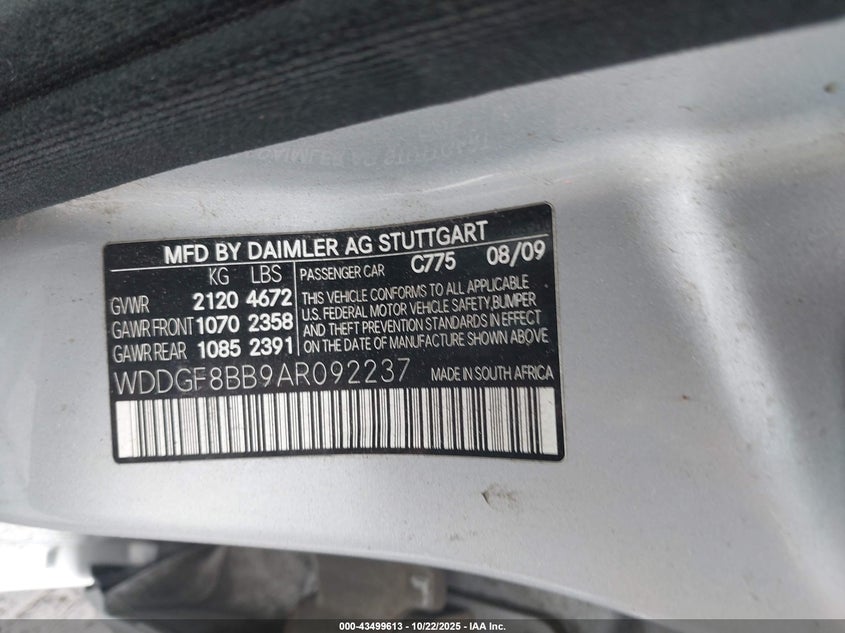 MFD BY DAIMLER AG STUTTGART
KG LBS PASSENGER CAR C775 08/09
GVWR 2120 4672
GAWR FRONT 1070 2358
GAWR REAR 1085 2391
THIS VEHICLE CONFORMS TO ALL APPLICABLE
U.S. FEDERAL MOTOR VEHICLE SAFETY, BUMPER
AND THEFT PREVENTION STANDARDS IN EFFECT
ON THE DATE OF MANUFACTURE SHOWN ABOVE.
WDDGF8BB9AR092237 MADE IN SOUTH AFRICA
000-43499613 - 10/22/2025 - IAA Inc.